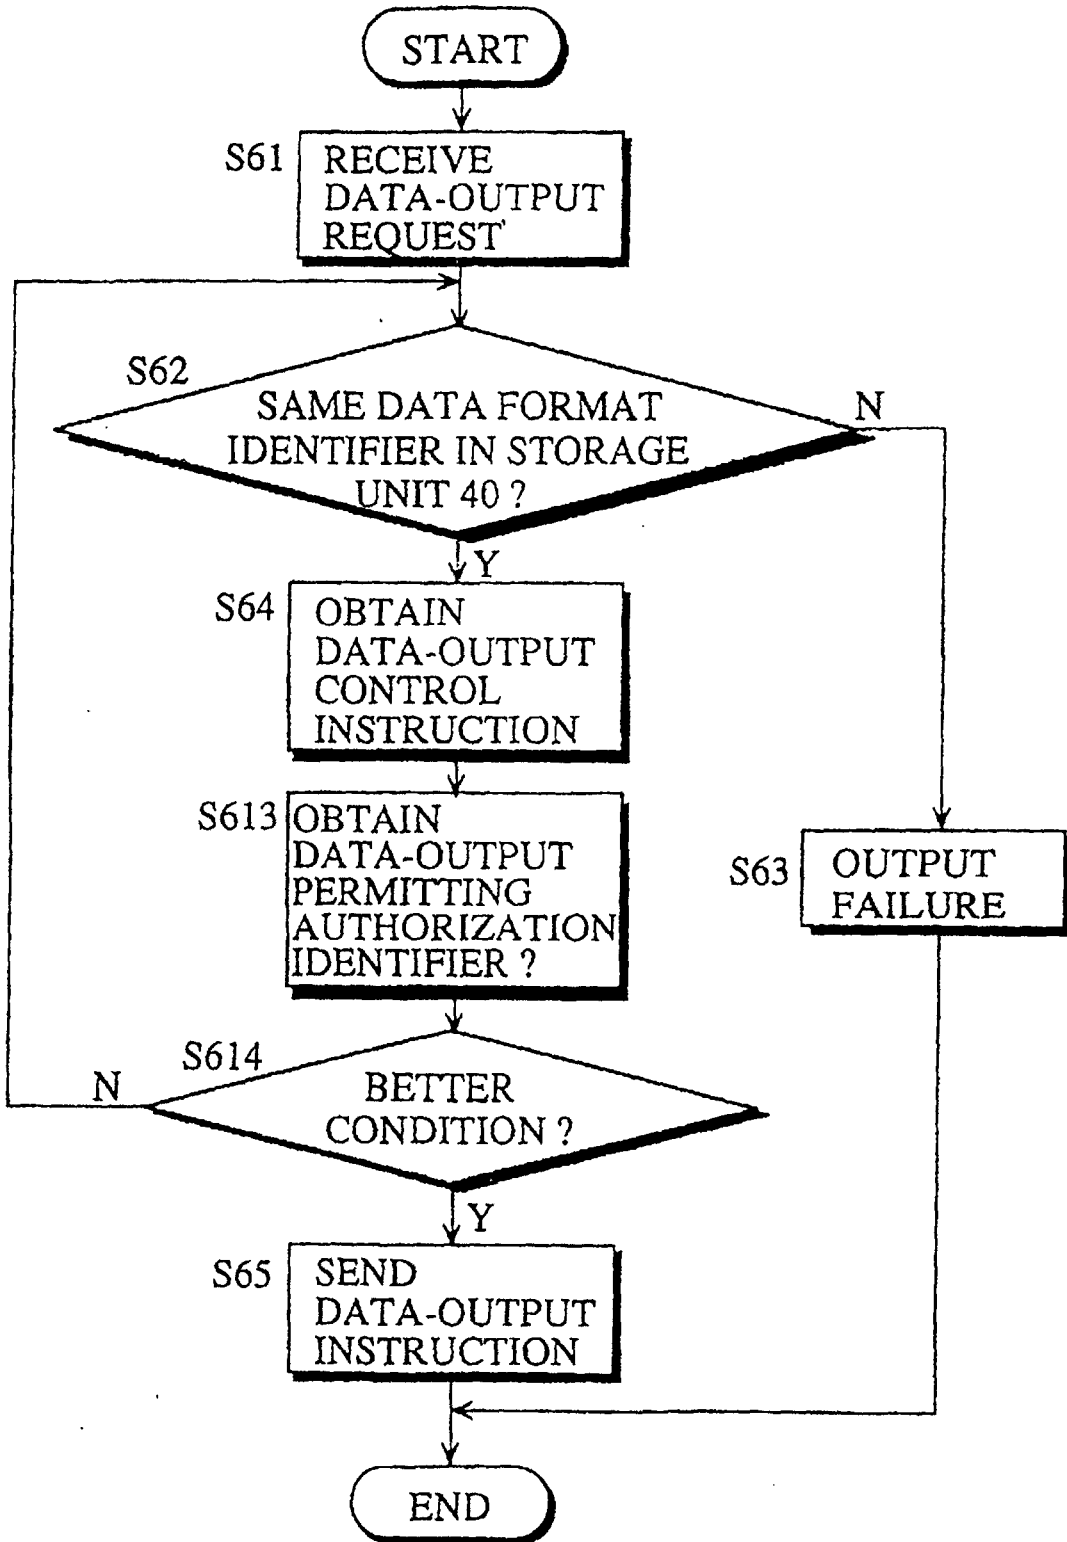 START
S61
RECEIVE
DATA-OUTPUT
REQUEST
S62
SAME DATA FORMAT
IDENTIFIER IN STORAGE
UNIT 40 ?
N
Y
S64
OBTAIN
DATA-OUTPUT
CONTROL
INSTRUCTION
S613
OBTAIN
DATA-OUTPUT
PERMITTING
AUTHORIZATION
IDENTIFIER ?
S63
OUTPUT
FAILURE
S614
N
BETTER
CONDITION ?
Y
S65
SEND
DATA-OUTPUT
INSTRUCTION
END